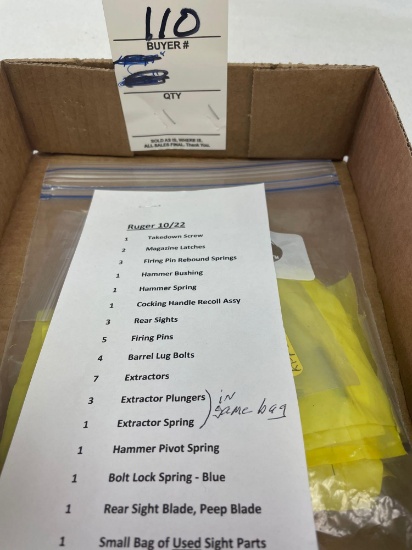 110
BUYER #
QTY
SOLD AS IS, WHERE IS.
ALL SALES FINAL. Thank You.
Ruger 10/22
1 Takedown Screw
2 Magazine Latches
3 Firing Pin Rebound Springs
1 Hammer Bushing
1 Hammer Spring
1 Cocking Handle Recoil Assy
3 Rear Sights
5 Firing Pins
4 Barrel Lug Bolts
7 Extractors
3 Extractor Plungers
1 Extractor Spring
in same bag
1 Hammer Pivot Spring
1 Bolt Lock Spring - Blue
1 Rear Sight Blade, Peep Blade
1 Small Bag of Used Sight Parts